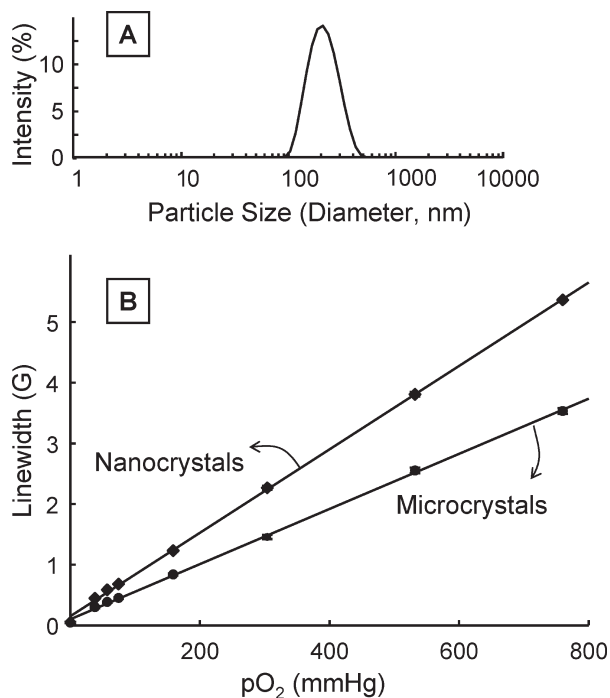 A
Intensity (%)
10
5
0
1 10 100 1000 10000
Particle Size (Diameter, nm)
B
Linewidth (G)
5
4
3
2
1
0
Nanocrystals
Microcrystals
200 400 600 800
pO₂ (mmHg)